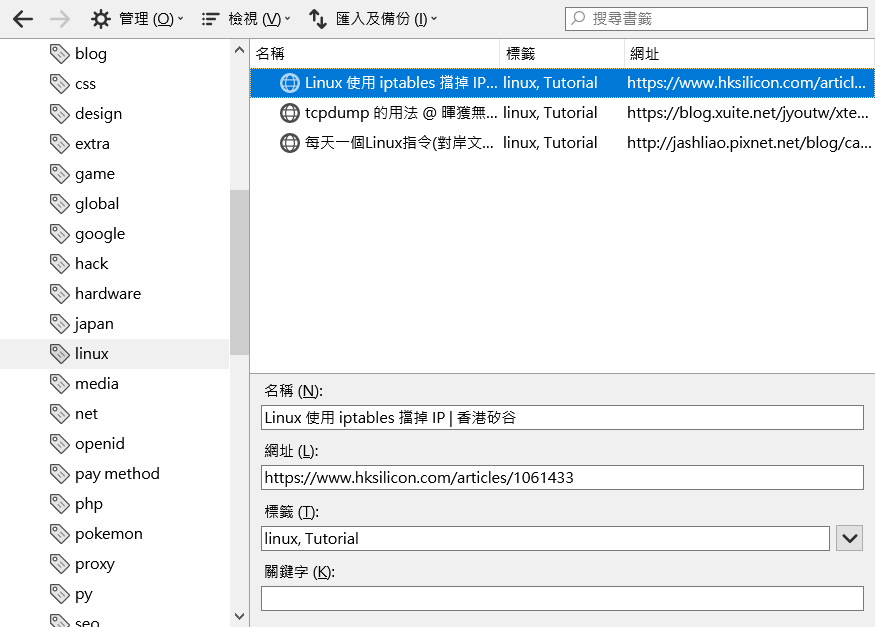 管理 (O) 檢視 (V) 匯入及備份 (I) 搜尋書籤
blog
css
design
extra
game
global
google
hack
hardware
japan
linux
media
net
openid
pay method
php
pokemon
proxy
py
seo
名稱 標籤 網址
Linux 使用 iptables 擋掉 IP... linux, Tutorial https://www.hksilicon.com/articl...
tcpdump 的用法 @ 暉獲無... linux, Tutorial https://blog.xuite.net/jyoutw/xte...
每天一個Linux指令(對岸文... linux, Tutorial http://jashliao.pixnet.net/blog/ca...
名稱 (N):
Linux 使用 iptables 擋掉 IP | 香港矽谷
網址 (L):
https://www.hksilicon.com/articles/1061433
標籤 (T):
linux, Tutorial
關鍵字 (K):